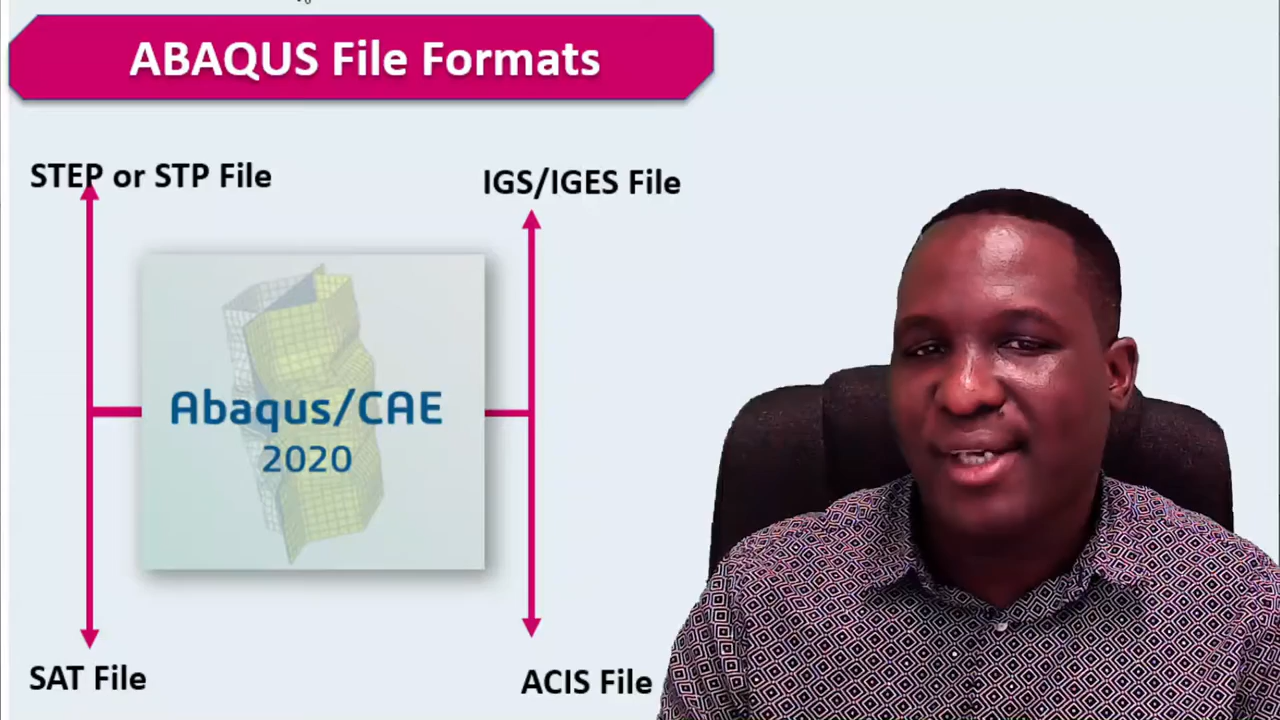 ABAQUS File Formats
STEP or STP File
IGS/IGES File
Abaqus/CAE
2020
SAT File
ACIS File